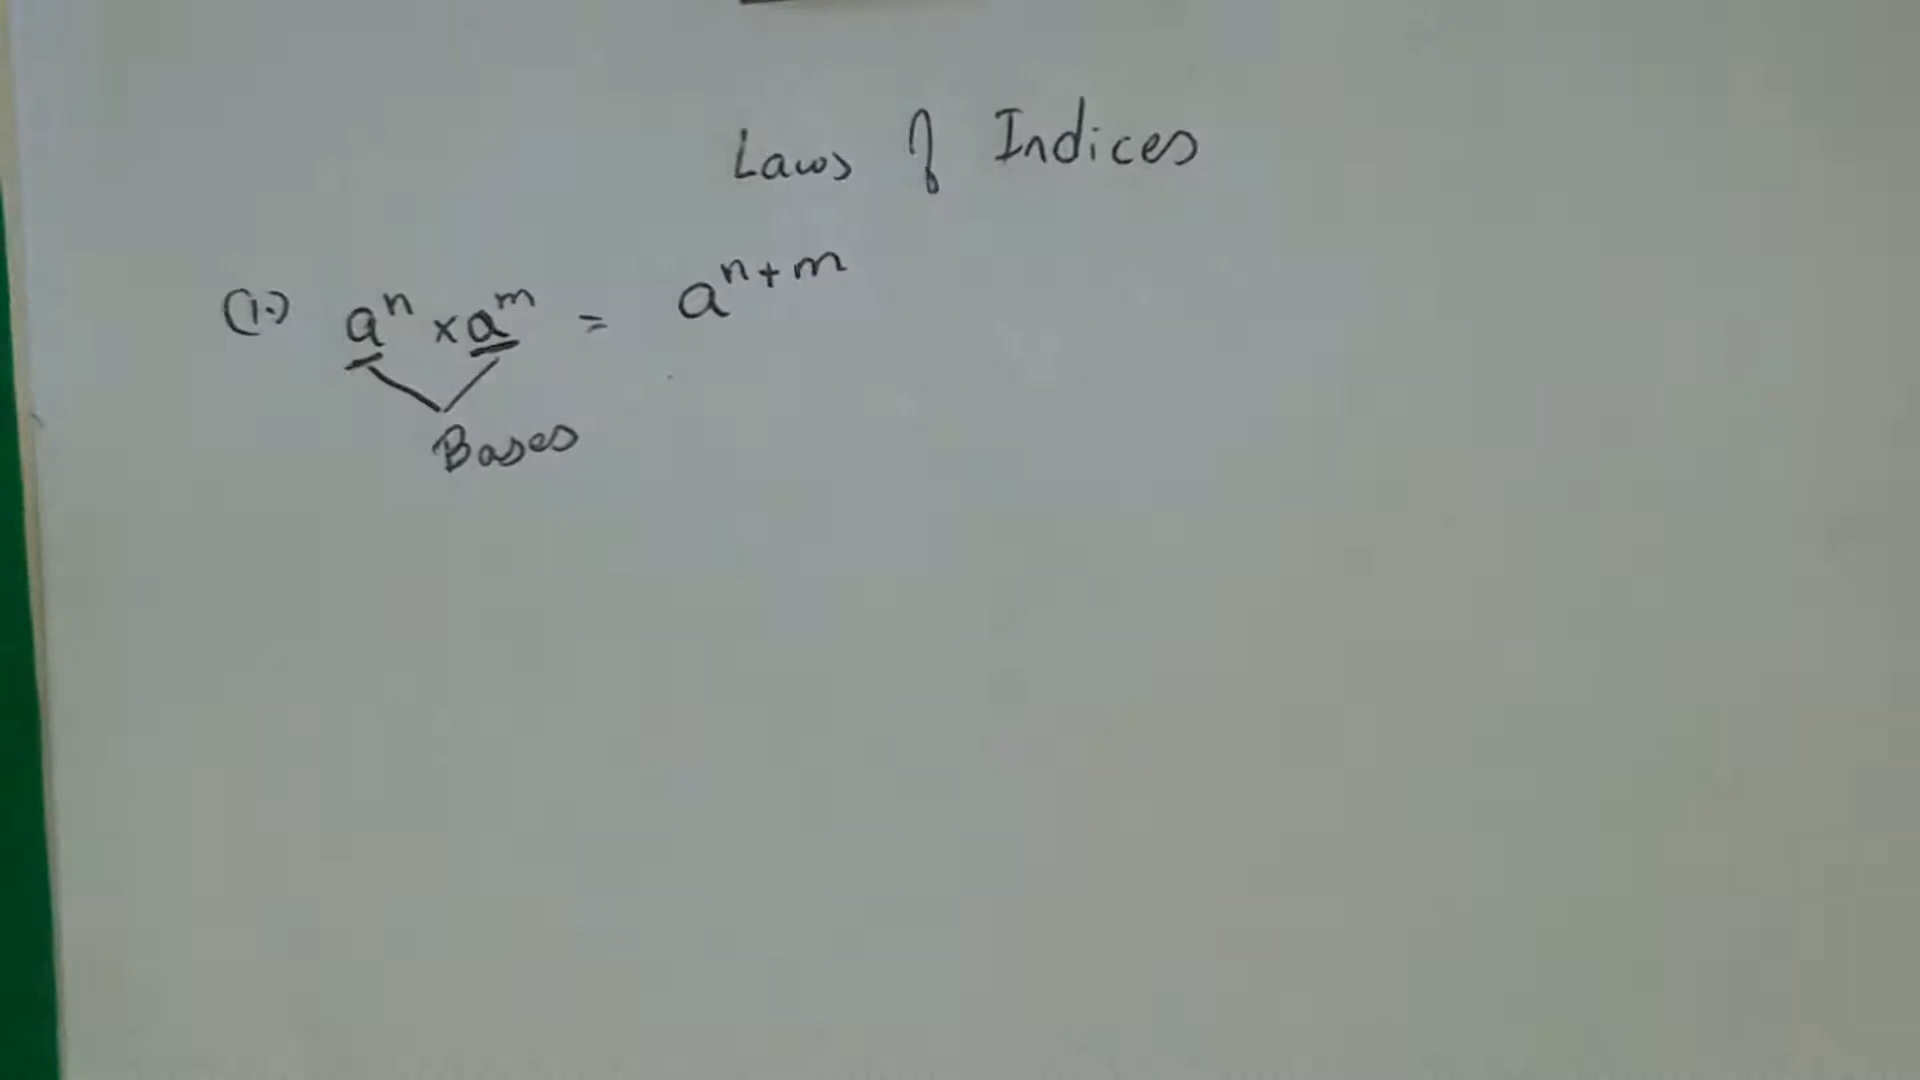 Laws of Indices
(1.) aⁿ × aᵐ = aⁿ⁺ᵐ
Bases